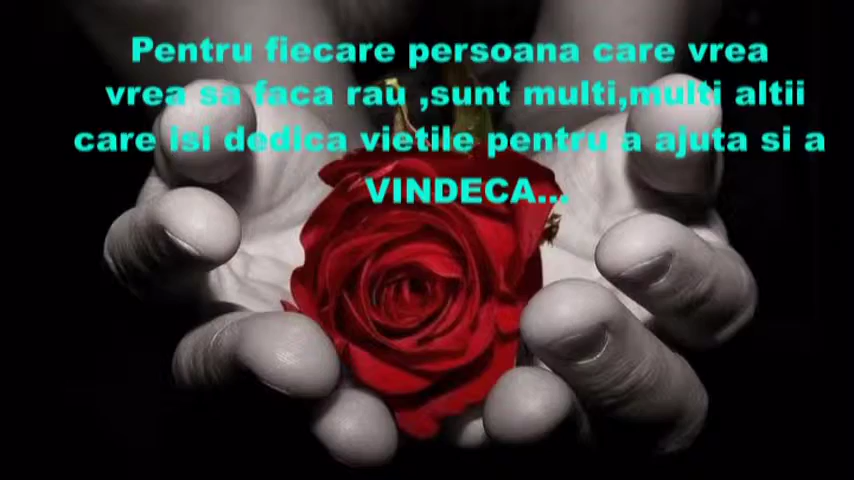 Pentru fiecare persoana care vrea
vrea sa faca rau ,sunt multi,multi altii
care isi dedica vietile pentru a ajuta si a
VINDECA...